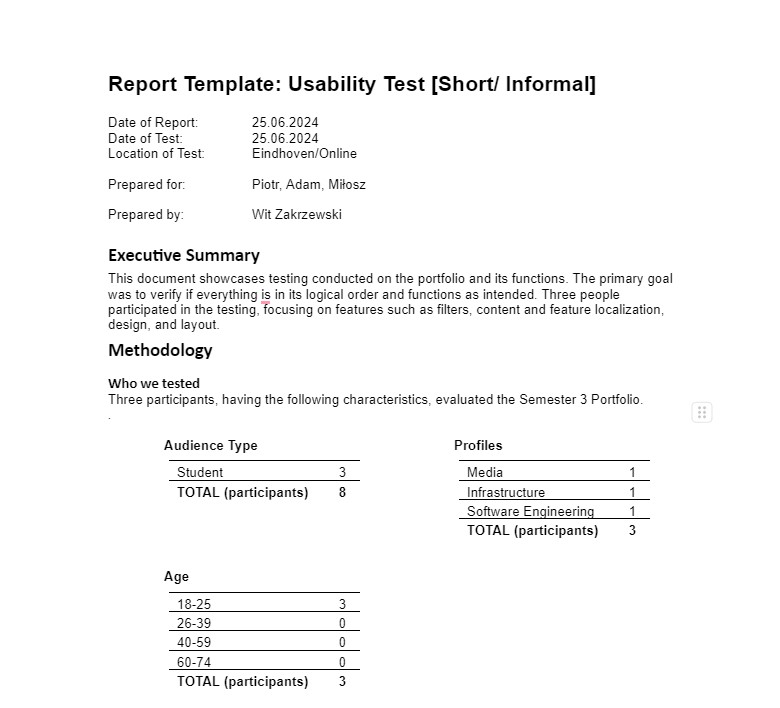 Report Template: Usability Test [Short/ Informal]
Date of Report: 25.06.2024
Date of Test: 25.06.2024
Location of Test: Eindhoven/Online
Prepared for: Piotr, Adam, Miłosz
Prepared by: Wit Zakrzewski
Executive Summary
This document showcases testing conducted on the portfolio and its functions. The primary goal
was to verify if everything is in its logical order and functions as intended. Three people
participated in the testing, focusing on features such as filters, content and feature localization,
design, and layout.
Methodology
Who we tested
Three participants, having the following characteristics, evaluated the Semester 3 Portfolio.
.
Audience Type
Student 3
TOTAL (participants) 8
Profiles
Media 1
Infrastructure 1
Software Engineering 1
TOTAL (participants) 3
Age
18-25 3
26-39 0
40-59 0
60-74 0
TOTAL (participants) 3